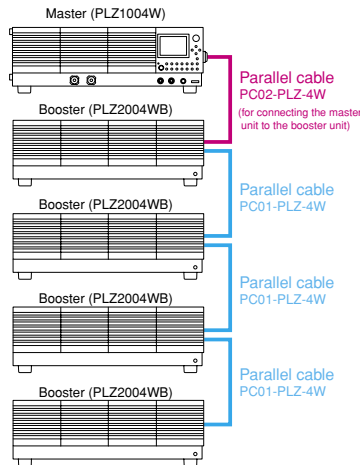 Master (PLZ1004W)
Parallel cable
PC02-PLZ-4W
(for connecting the master
unit to the booster unit)
Booster (PLZ2004WB)
Parallel cable
PC01-PLZ-4W
Booster (PLZ2004WB)
Parallel cable
PC01-PLZ-4W
Booster (PLZ2004WB)
Parallel cable
PC01-PLZ-4W
Booster (PLZ2004WB)